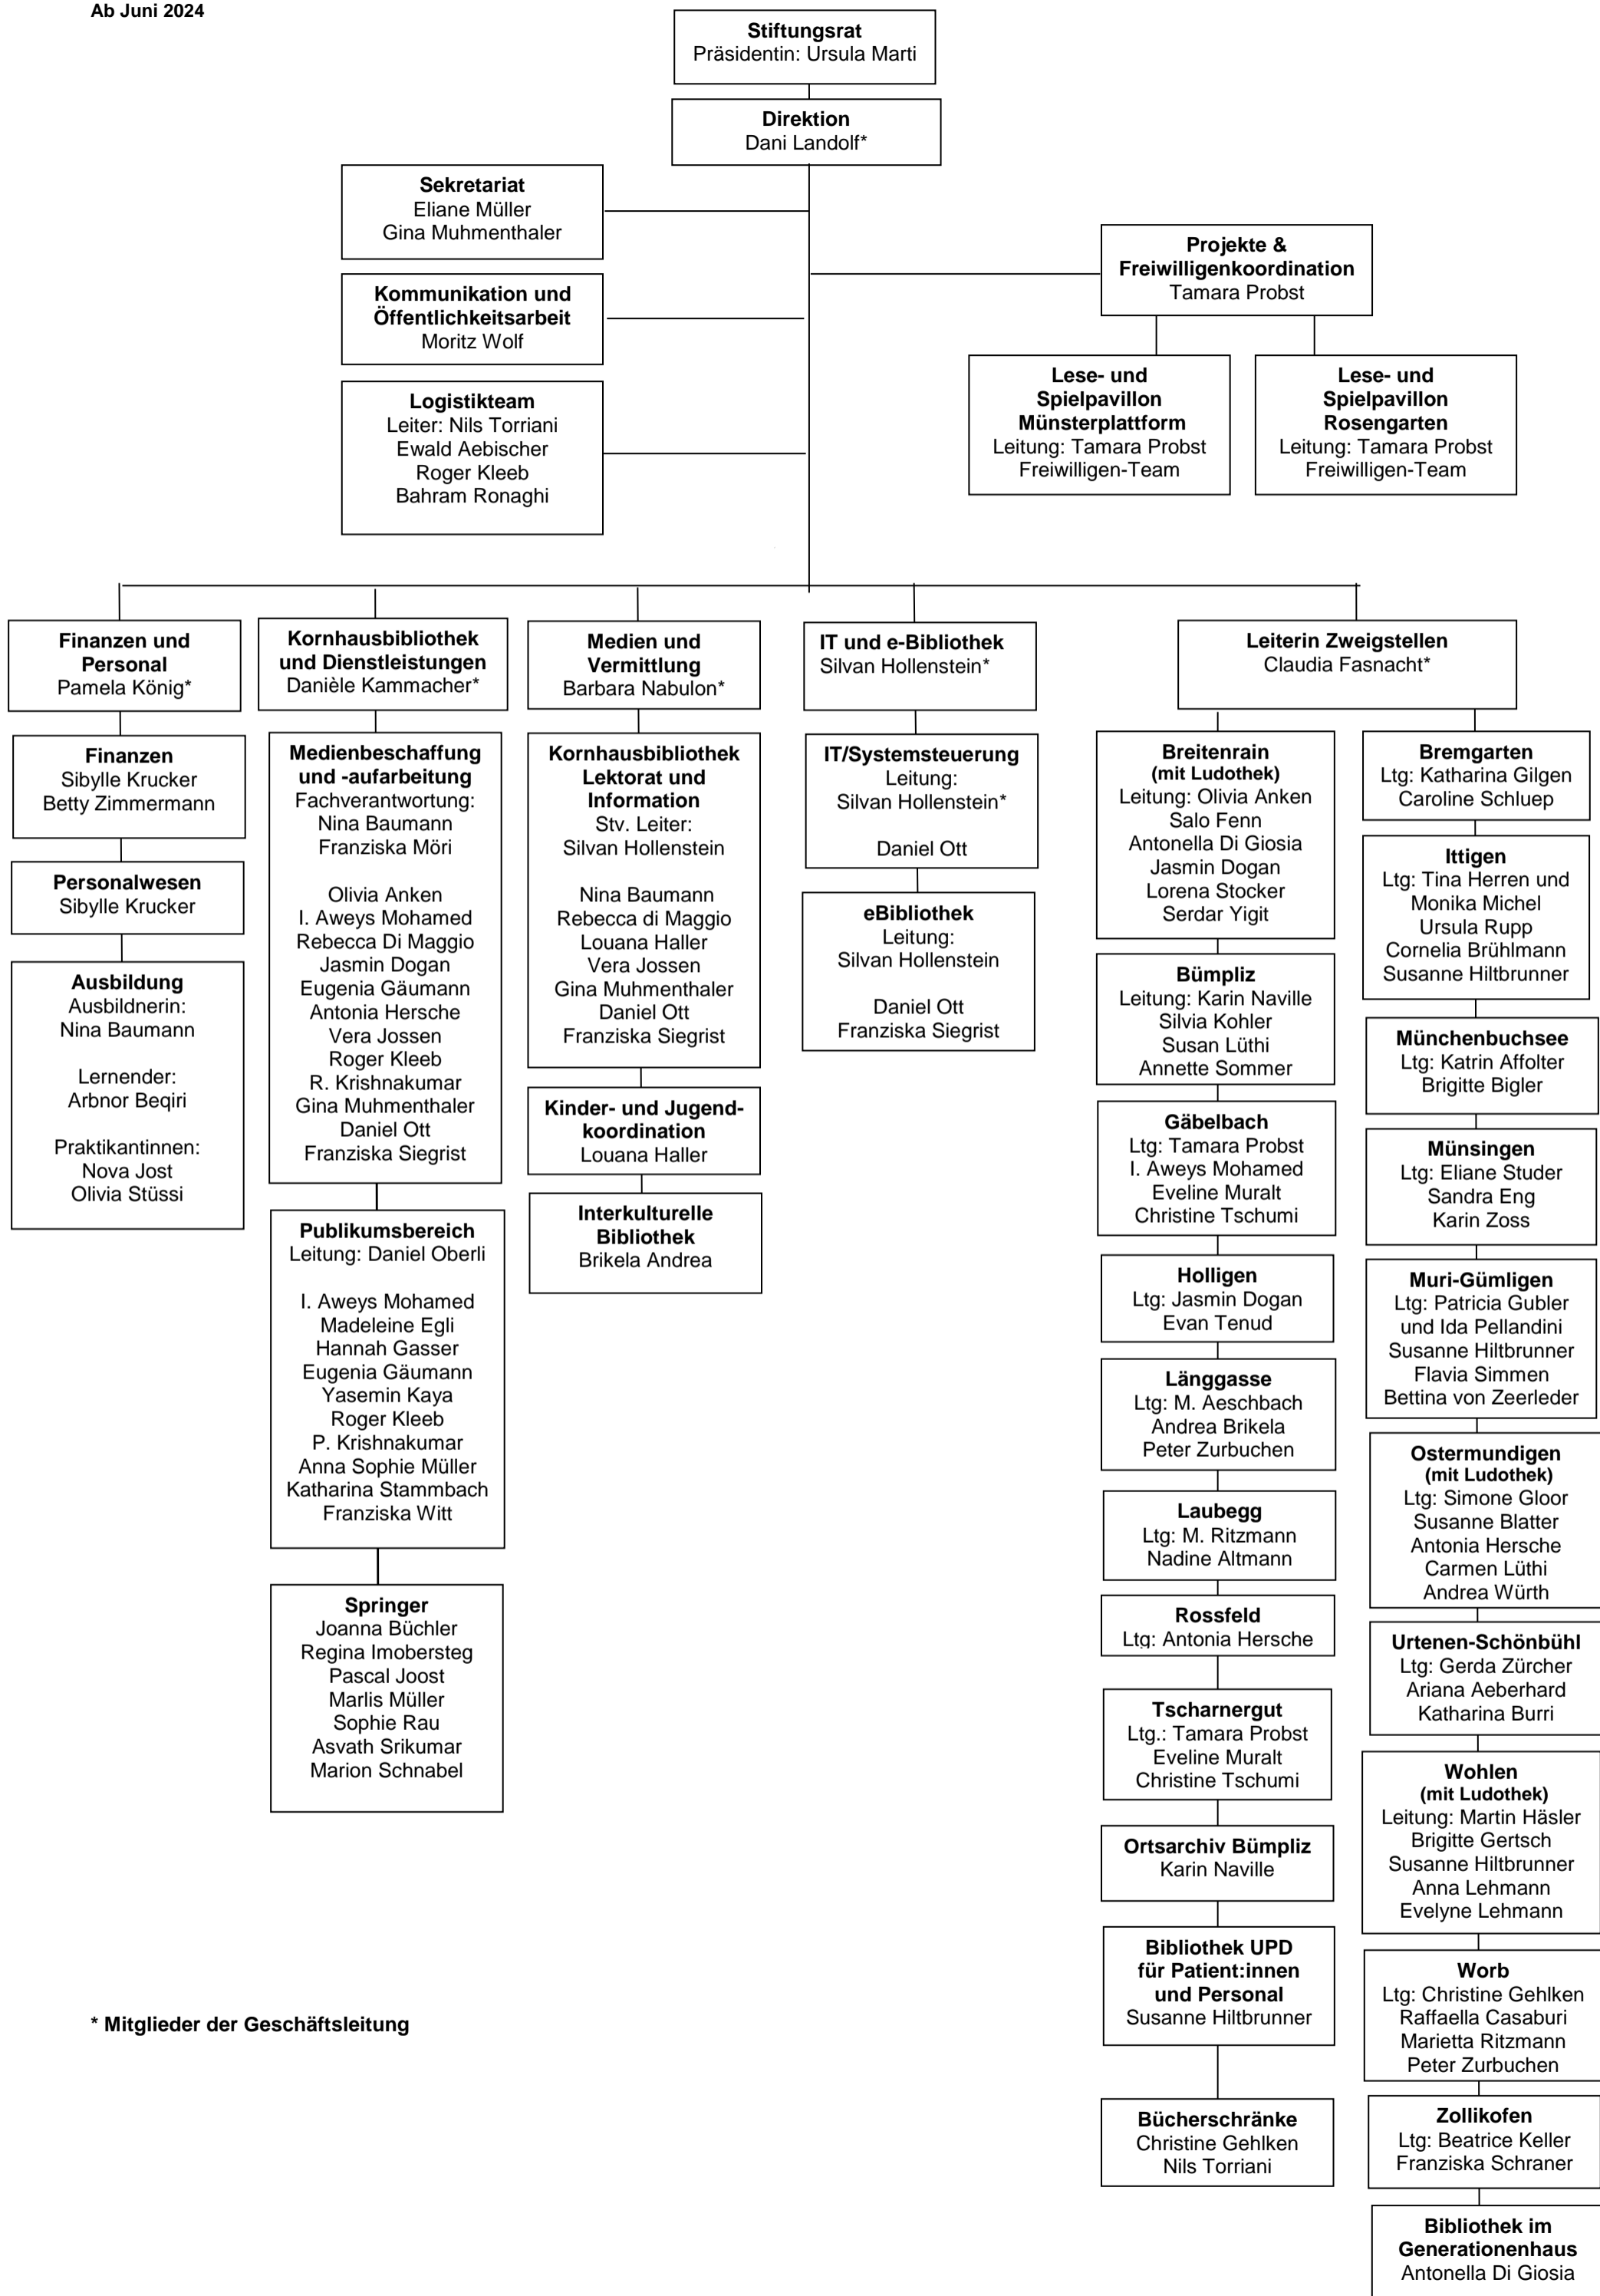 Ab Juni 2024
Stiftungsrat
Präsidentin: Ursula Marti
Direktion
Dani Landolf*
Sekretariat
Eliane Müller
Gina Muhmenthaler
Projekte &
Freiwilligenkoordination
Tamara Probst
Kommunikation und
Öffentlichkeitsarbeit
Moritz Wolf
Lese- und
Spielpavillon
Münsterplattform
Leitung: Tamara Probst
Freiwilligen-Team
Lese- und
Spielpavillon
Rosengarten
Leitung: Tamara Probst
Freiwilligen-Team
Logistikteam
Leiter: Nils Torriani
Ewald Aebischer
Roger Kleeb
Bahram Ronaghi
Finanzen und
Personal
Pamela König*
Finanzen
Sibylle Krucker
Betty Zimmermann
Personalwesen
Sibylle Krucker
Ausbildung
Ausbildnerin:
Nina Baumann
Lernender:
Arbnor Beqiri
Praktikantinnen:
Nova Jost
Olivia Stüssi
Kornhausbibliothek
und Dienstleistungen
Danièle Kammacher*
Medienbeschaffung
und -aufarbeitung
Fachverantwortung:
Nina Baumann
Franziska Möri
Olivia Anken
I. Aweys Mohamed
Rebecca Di Maggio
Jasmin Dogan
Eugenia Gäumann
Antonia Hersche
Vera Jossen
Roger Kleeb
R. Krishnakumar
Gina Muhmenthaler
Daniel Ott
Franziska Siegrist
Publikumsbereich
Leitung: Daniel Oberli
I. Aweys Mohamed
Madeleine Egli
Hannah Gasser
Eugenia Gäumann
Yasemin Kaya
Roger Kleeb
P. Krishnakumar
Anna Sophie Müller
Katharina Stammbach
Franziska Witt
Springer
Joanna Büchler
Regina Imobersteg
Pascal Joost
Marlis Müller
Sophie Rau
Asvath Srikumar
Marion Schnabel
Medien und
Vermittlung
Barbara Nabulon*
Kornhausbibliothek
Lektorat und
Information
Stv. Leiter:
Silvan Hollenstein
Nina Baumann
Rebecca di Maggio
Louana Haller
Vera Jossen
Gina Muhmenthaler
Daniel Ott
Franziska Siegrist
Kinder- und Jugend-
koordination
Louana Haller
Interkulturelle
Bibliothek
Brikela Andrea
IT und e-Bibliothek
Silvan Hollenstein*
IT/Systemsteuerung
Leitung:
Silvan Hollenstein*
Daniel Ott
eBibliothek
Leitung:
Silvan Hollenstein
Daniel Ott
Franziska Siegrist
Leiterin Zweigstellen
Claudia Fasnacht*
Breitenrain
(mit Ludothek)
Leitung: Olivia Anken
Salo Fenn
Antonella Di Giosia
Jasmin Dogan
Lorena Stocker
Serdar Yigit
Bümpliz
Leitung: Karin Naville
Silvia Kohler
Susan Lüthi
Annette Sommer
Gäbelbach
Ltg: Tamara Probst
I. Aweys Mohamed
Eveline Muralt
Christine Tschumi
Holligen
Ltg: Jasmin Dogan
Evan Tenud
Länggasse
Ltg: M. Aeschbach
Andrea Brikela
Peter Zurbuchen
Laubegg
Ltg: M. Ritzmann
Nadine Altmann
Rossfeld
Ltg: Antonia Hersche
Tscharnergut
Ltg.: Tamara Probst
Eveline Muralt
Christine Tschumi
Ortsarchiv Bümpliz
Karin Naville
Bibliothek UPD
für Patient:innen
und Personal
Susanne Hiltbrunner
Bücherschränke
Christine Gehlken
Nils Torriani
Bremgarten
Ltg: Katharina Gilgen
Caroline Schluep
Ittigen
Ltg: Tina Herren und
Monika Michel
Ursula Rupp
Cornelia Brühlmann
Susanne Hiltbrunner
Münchenbuchsee
Ltg: Katrin Affolter
Brigitte Bigler
Münsingen
Ltg: Eliane Studer
Sandra Eng
Karin Zoss
Muri-Gümligen
Ltg: Patricia Gubler
und Ida Pellandini
Susanne Hiltbrunner
Flavia Simmen
Bettina von Zeerleder
Ostermundigen
(mit Ludothek)
Ltg: Simone Gloor
Susanne Blatter
Antonia Hersche
Carmen Lüthi
Andrea Würth
Urtenen-Schönbühl
Ltg: Gerda Zürcher
Ariana Aeberhard
Katharina Burri
Wohlen
(mit Ludothek)
Leitung: Martin Häsler
Brigitte Gertsch
Susanne Hiltbrunner
Anna Lehmann
Evelyne Lehmann
Worb
Ltg: Christine Gehlken
Raffaella Casaburi
Marietta Ritzmann
Peter Zurbuchen
Zollikofen
Ltg: Beatrice Keller
Franziska Schraner
Bibliothek im
Generationenhaus
Antonella Di Giosia
* Mitglieder der Geschäftsleitung